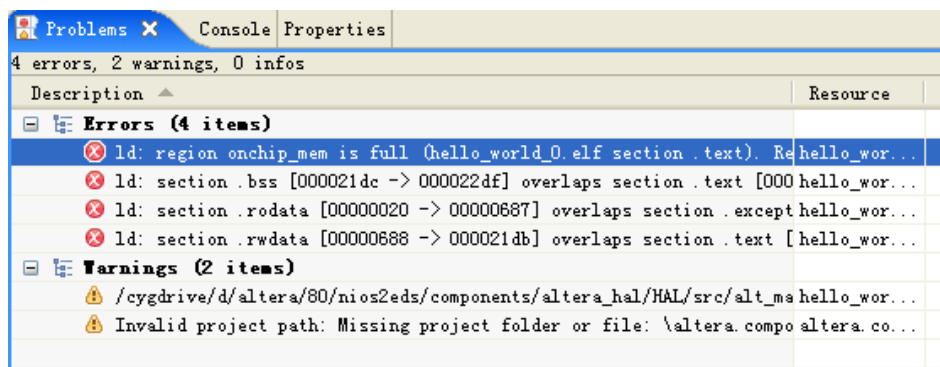 Problems Console Properties
4 errors, 2 warnings, 0 infos
Description Resource
Errors (4 items)
ld: region onchip_mem is full (hello_world_0.elf section .text). Re hello_wor...
ld: section .bss [000021dc -> 000022df] overlaps section .text [000 hello_wor...
ld: section .rodata [00000020 -> 00000687] overlaps section .except hello_wor...
ld: section .rwdata [00000688 -> 000021db] overlaps section .text [ hello_wor...
Warnings (2 items)
/cygdrive/d/altera/80/nios2eds/components/altera_hal/HAL/src/alt_ma hello_wor...
Invalid project path: Missing project folder or file: \altera.compo altera.co...